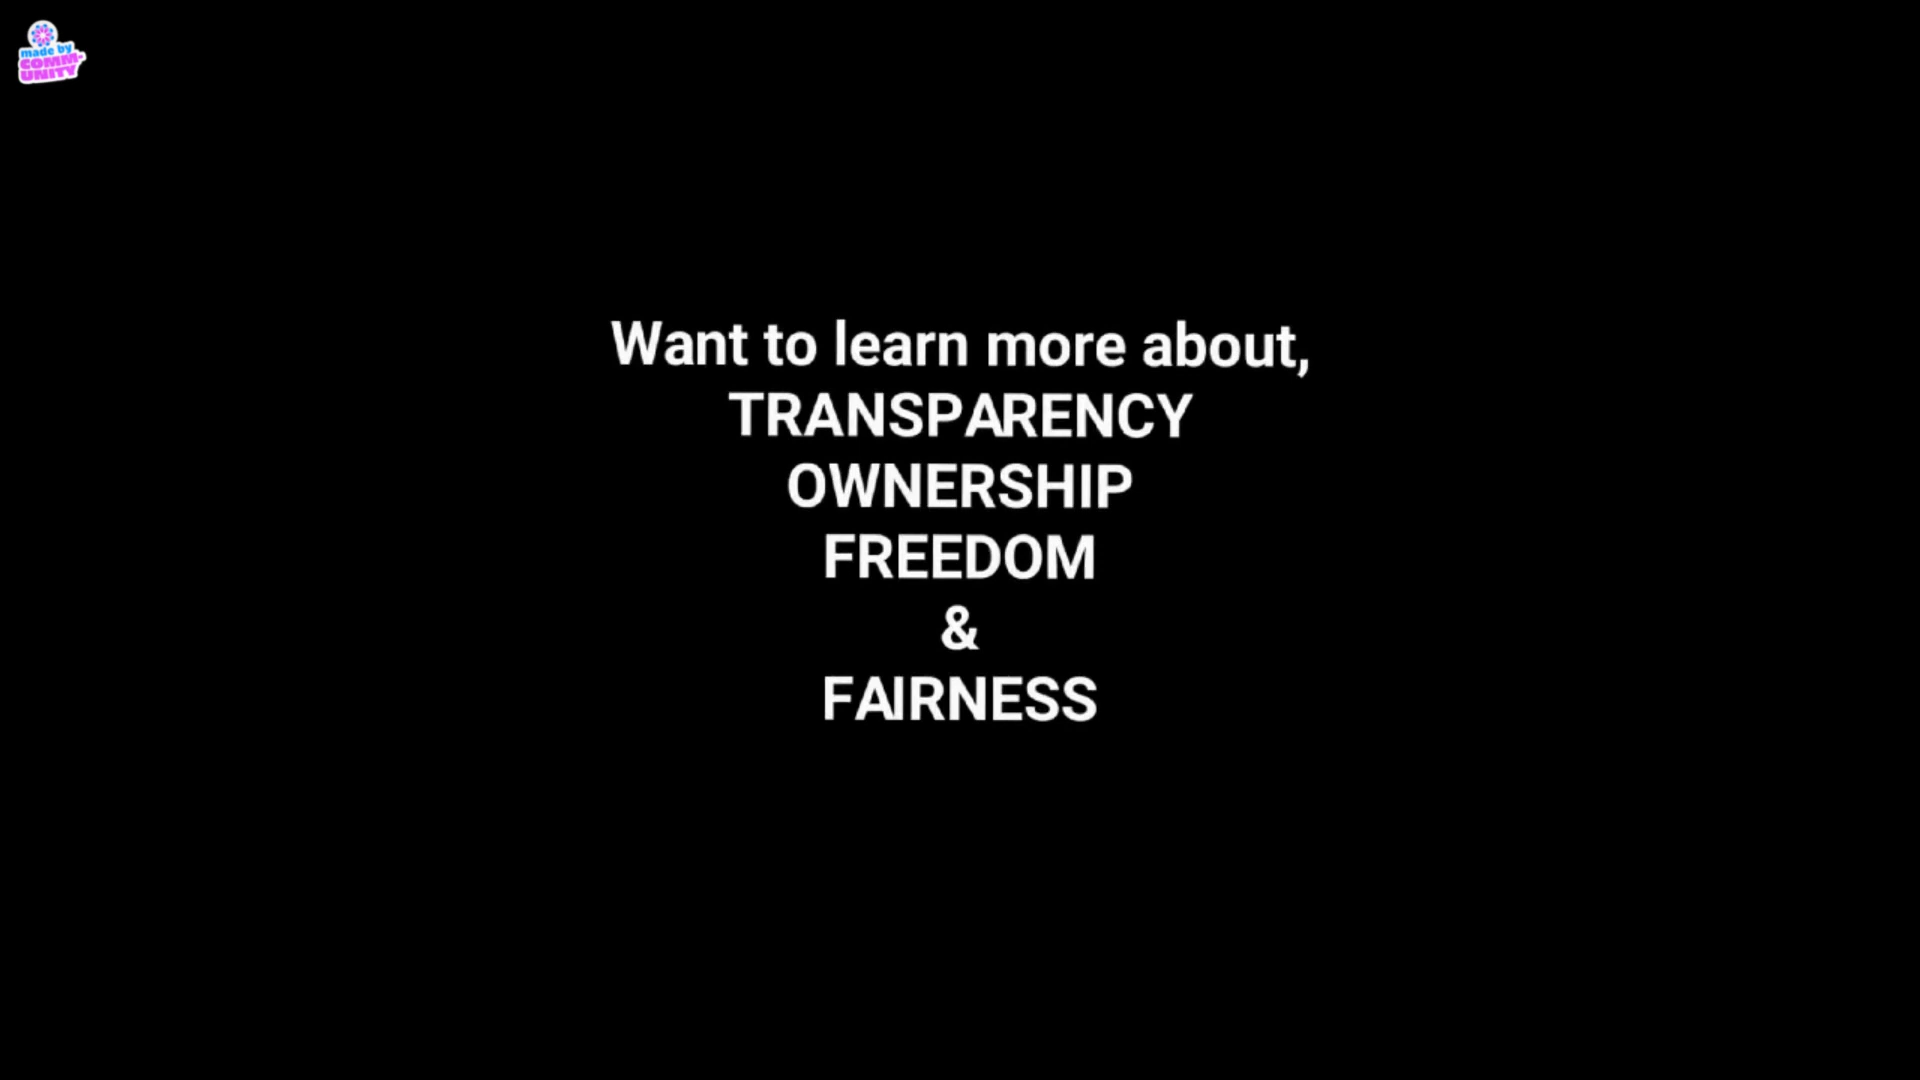 made by
COMM-
UNITY
Want to learn more about,
TRANSPARENCY
OWNERSHIP
FREEDOM
&
FAIRNESS